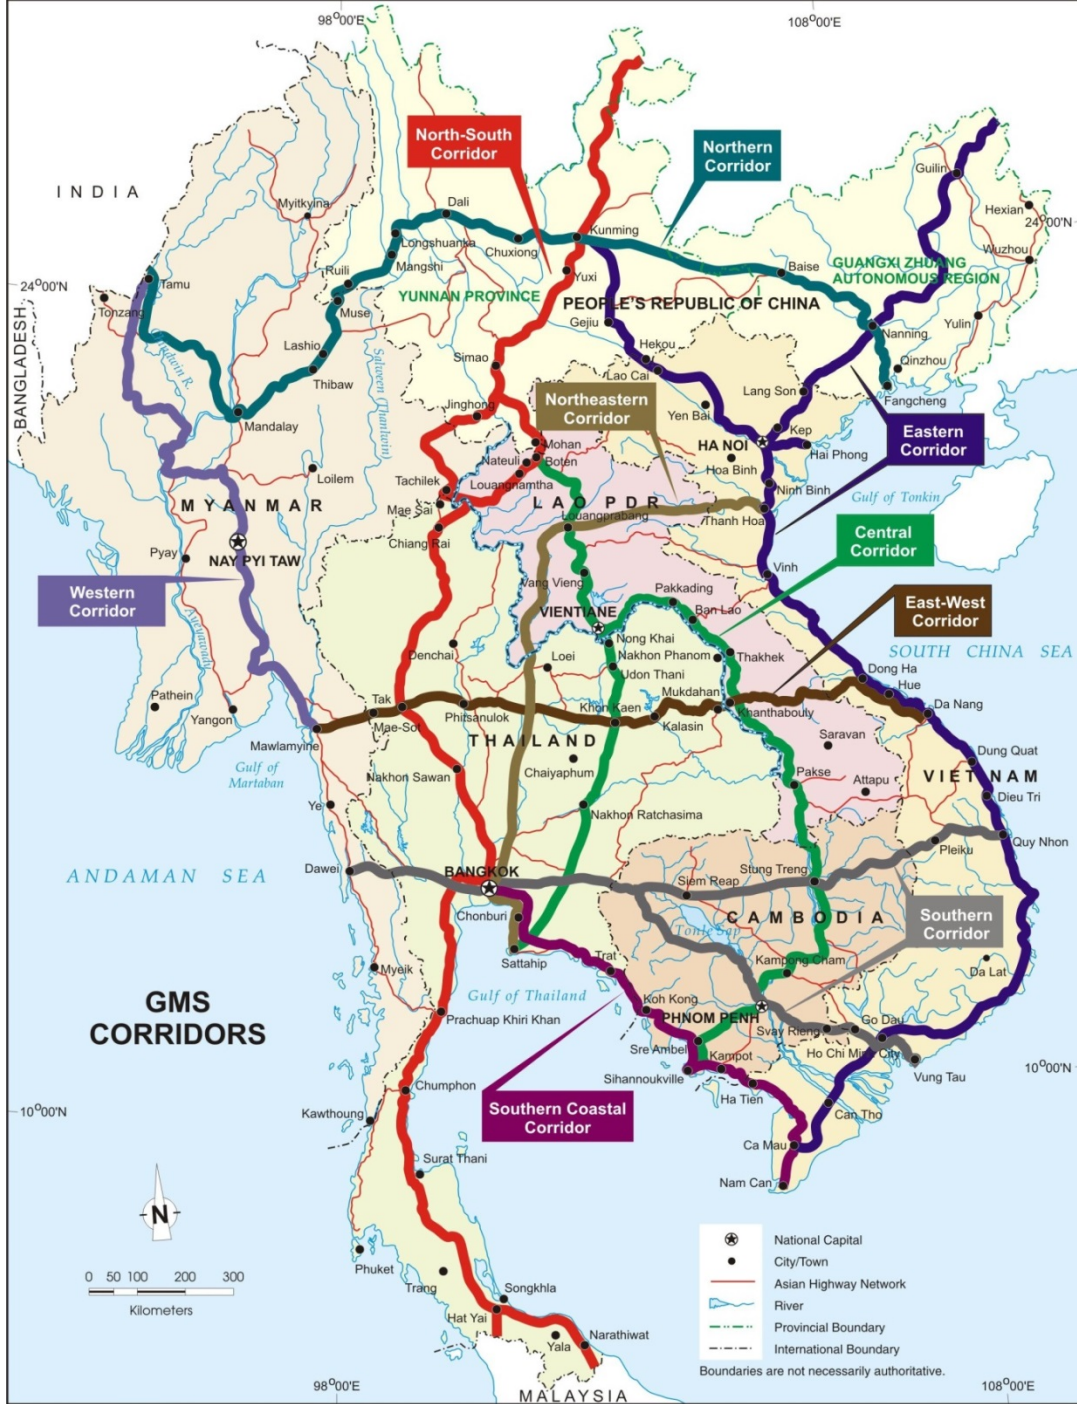 98°00'E
108°00'E
North-South
Corridor
Northern
Corridor
INDIA
Guilin
Myitkyina
Dali
Hexian
24°00'N
Kunming
Longshuanka
Chuxiong
Wuzhou
Mangshi
GUANGXI ZHUANG
AUTONOMOUS REGION
Ruili
Yuxi
Baise
24°00'N
Tamu
Tonzang
Muse
YUNNAN PROVINCE
PEOPLE'S REPUBLIC OF CHINA
Gejiu
Nanning
Yulin
BANGLADESH
Lashio
Salween (Thanlwin)
Simao
Hekou
Qinzhou
Thibaw
Lao Cai
Lang Son
Fangcheng
Northeastern
Corridor
Jinghong
Yen Bai
Mandalay
Kep
Eastern
Corridor
Mohan
HA NOI
Hai Phong
Nateuli
Boten
Hoa Binh
Loilem
Tachilek
Louangnamtha
Ninh Binh
Gulf of Tonkin
MYANMAR
LAO PDR
Mae Sai
Louangprabang
Thanh Hoa
Chiang Rai
Central
Corridor
Pyay
NAY PYI TAW
Vinh
Western
Corridor
Vang Vieng
Pakkading
East-West
Corridor
VIENTIANE
Ban Lao
Nong Khai
SOUTH CHINA SEA
Denchai
Loei
Nakhon Phanom
Thakhek
Dong Ha
Udon Thani
Hue
Pathein
Mukdahan
Tak
Yangon
Phitsanulok
Khon Kaen
Khanthabouly
Da Nang
Mae-Sot
Kalasin
Mawlamyine
THAILAND
Saravan
Dung Quat
Gulf of
Martaban
Nakhon Sawan
Chaiyaphum
Pakse
Attapu
VIET NAM
Ye
Dieu Tri
Nakhon Ratchasima
Pleiku
Quy Nhon
Dawei
BANGKOK
Stung Treng
ANDAMAN SEA
Siem Reap
Chonburi
CAMBODIA
Southern
Corridor
Tonle Sap
Sattahip
Trat
Kampong Cham
Myeik
Da Lat
Gulf of Thailand
Koh Kong
GMS
CORRIDORS
Prachuap Khiri Khan
PHNOM PENH
Go Dau
Svay Rieng
Sre Ambel
Kampot
Ho Chi Minh City
10°00'N
Sihannoukville
Vung Tau
Chumphon
Ha Tien
10°00'N
Kawthoung
Southern Coastal
Corridor
Can Tho
Ca Mau
Surat Thani
Nam Can
N
National Capital
City/Town
Phuket
Trang
0 50 100 200 300
Kilometers
Asian Highway Network
Songkhla
River
Hat Yai
Provincial Boundary
Yala
Narathiwat
International Boundary
Boundaries are not necessarily authoritative.
98°00'E
MALAYSIA
108°00'E